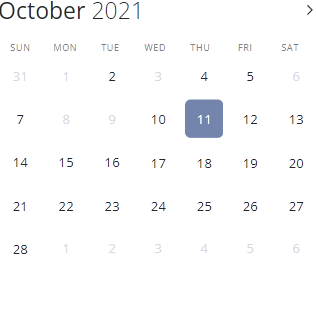 October 2021 >
SUN MON TUE WED THU FRI SAT
31 1 2 3 4 5 6
7 8 9 10 11 12 13
14 15 16 17 18 19 20
21 22 23 24 25 26 27
28 1 2 3 4 5 6